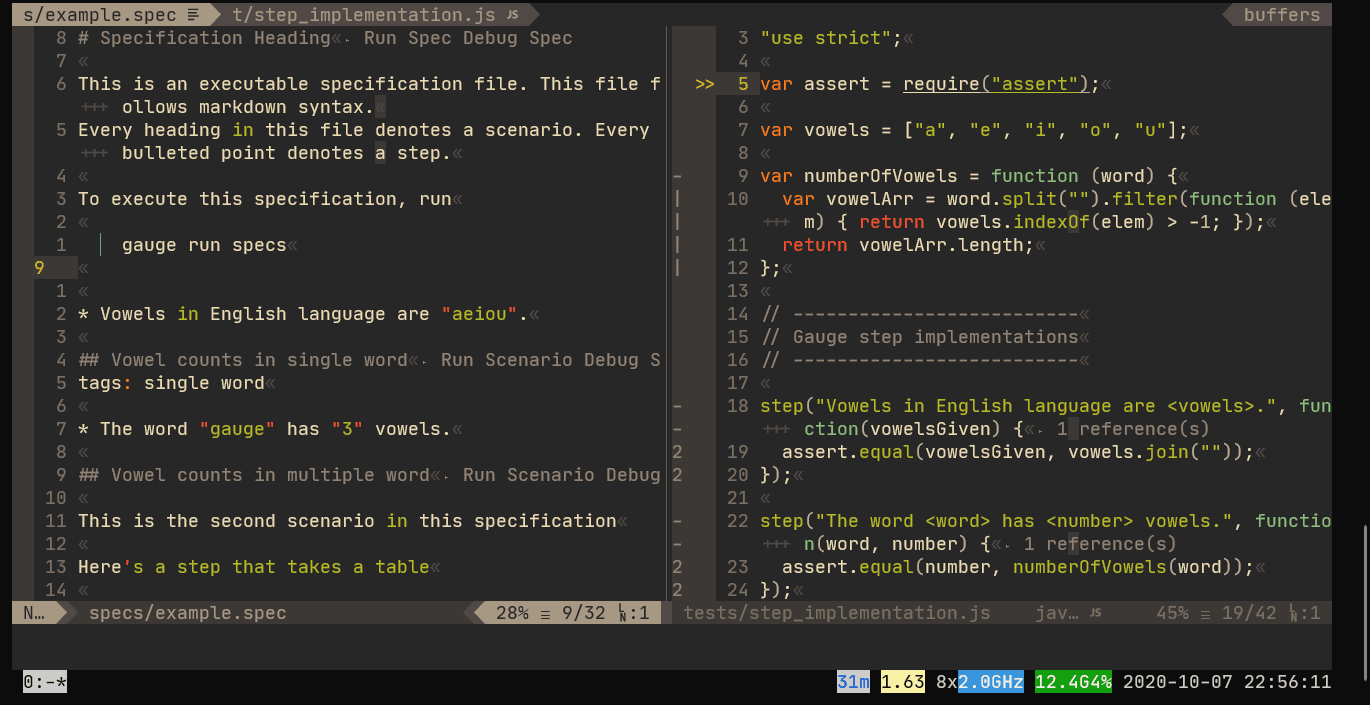 s/example.spec ≡ t/step_implementation.js JS buffers
8 # Specification Heading«▸ Run Spec Debug Spec
7 «
6 This is an executable specification file. This file f
+++ ollows markdown syntax.«
5 Every heading in this file denotes a scenario. Every
+++ bulleted point denotes a step.«
4 «
3 To execute this specification, run«
2 «
1 │ gauge run specs«
9 «
1 «
2 * Vowels in English language are "aeiou".«
3 «
4 ## Vowel counts in single word«▸ Run Scenario Debug S
5 tags: single word«
6 «
7 * The word "gauge" has "3" vowels.«
8 «
9 ## Vowel counts in multiple word«▸ Run Scenario Debug
10 «
11 This is the second scenario in this specification«
12 «
13 Here's a step that takes a table«
14 «
N… specs/example.spec 28% ≡ 9/32 LN:1
3 "use strict";«
4 «
>> 5 var assert = require("assert");«
6 «
7 var vowels = ["a", "e", "i", "o", "u"];«
8 «
- 9 var numberOfVowels = function (word) {«
| 10 var vowelArr = word.split("").filter(function (ele
| +++ m) { return vowels.indexOf(elem) > -1; });«
| 11 return vowelArr.length;«
| 12 };«
13 «
14 // --------------------------«
15 // Gauge step implementations«
16 // --------------------------«
17 «
- 18 step("Vowels in English language are <vowels>.", fun
- +++ ction(vowelsGiven) {«▸ 1 reference(s)
2 19 assert.equal(vowelsGiven, vowels.join(""));«
2 20 });«
21 «
- 22 step("The word <word> has <number> vowels.", functio
- +++ n(word, number) {«▸ 1 reference(s)
2 23 assert.equal(number, numberOfVowels(word));«
2 24 });«
tests/step_implementation.js jav… JS 45% ≡ 19/42 LN:1
0:-* 31m 1.63 8x2.0GHz 12.4G4% 2020-10-07 22:56:11